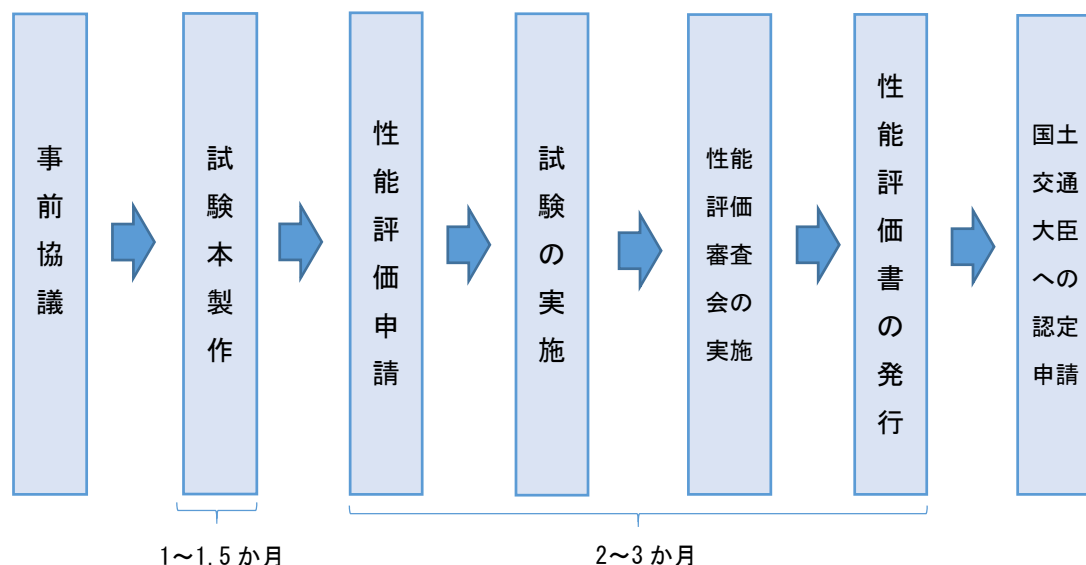 事前協議
試験本製作
性能評価申請
試験の実施
性能
評価
審査
会の
実施
性能評価書の発行
国土
交通
大臣
への
認定
申請
1～1.5か月
2～3か月